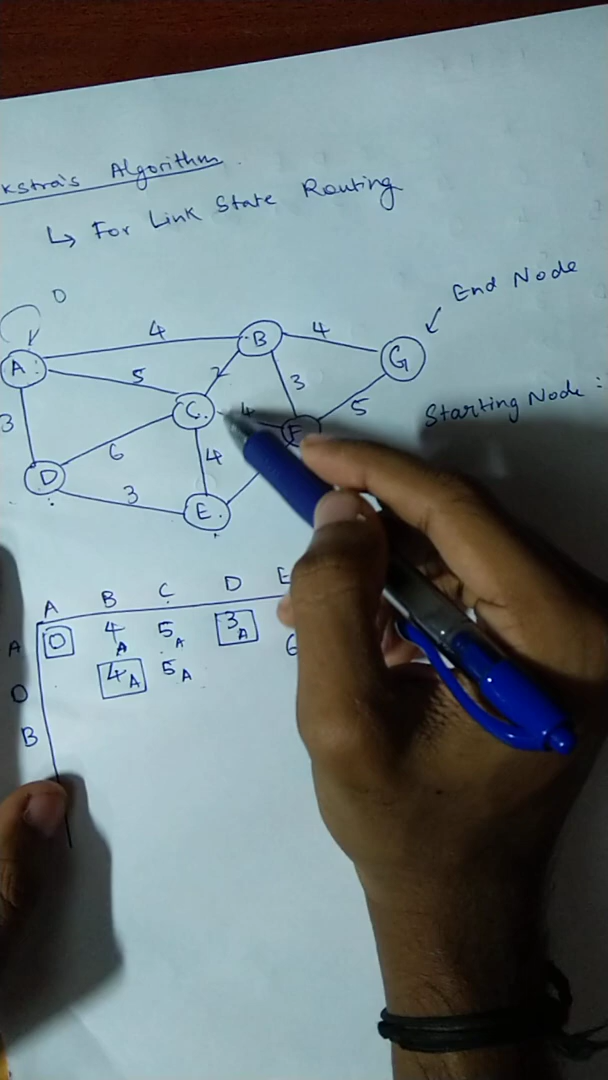 kstra's Algorithm.
↳ For Link State Routing
End Node
Starting Node :
0
A
4
B
4
G
5
2
3
5
C
4
F
3
6
4
D
3
E
A B C D E
A 0 4A 5A 3A 6
D 4A 5A
B